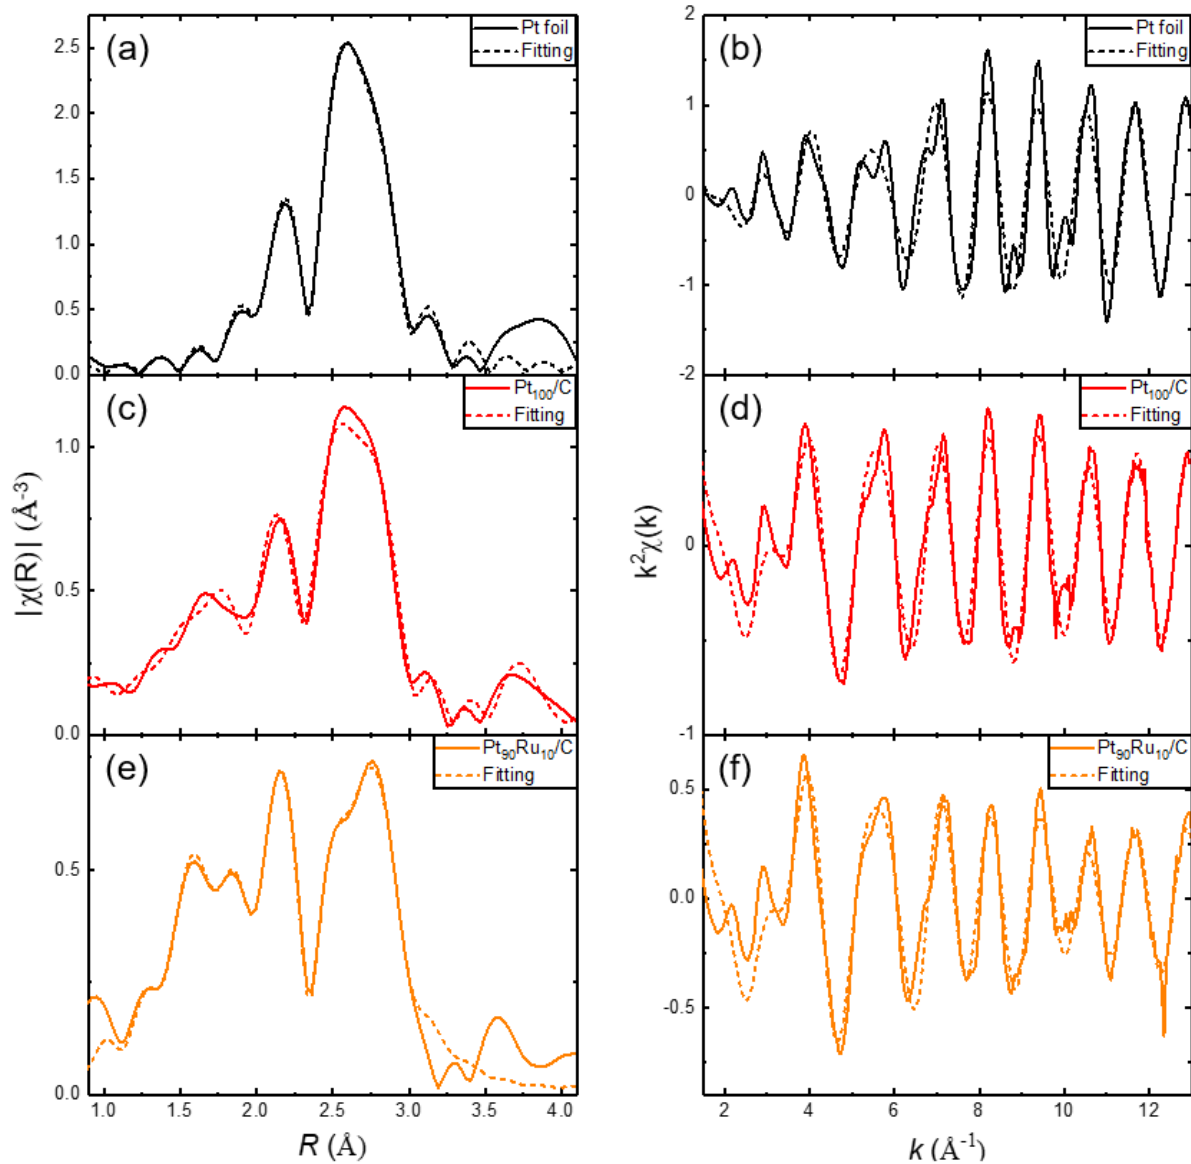 (a)
Pt foil
Fitting
2.5
2.0
1.5
1.0
0.5
0.0
(b)
Pt foil
Fitting
2
1
0
-1
-2
(c)
Pt₁₀₀/C
Fitting
1.0
0.5
0.0
|χ(R)| (Å⁻³)
(d)
Pt₁₀₀/C
Fitting
0
-1
k²χ(k)
(e)
Pt₉₀Ru₁₀/C
Fitting
0.5
0.0
1.0 1.5 2.0 2.5 3.0 3.5 4.0
R (Å)
(f)
Pt₉₀Ru₁₀/C
Fitting
0.5
0.0
-0.5
2 4 6 8 10 12
k (Å⁻¹)